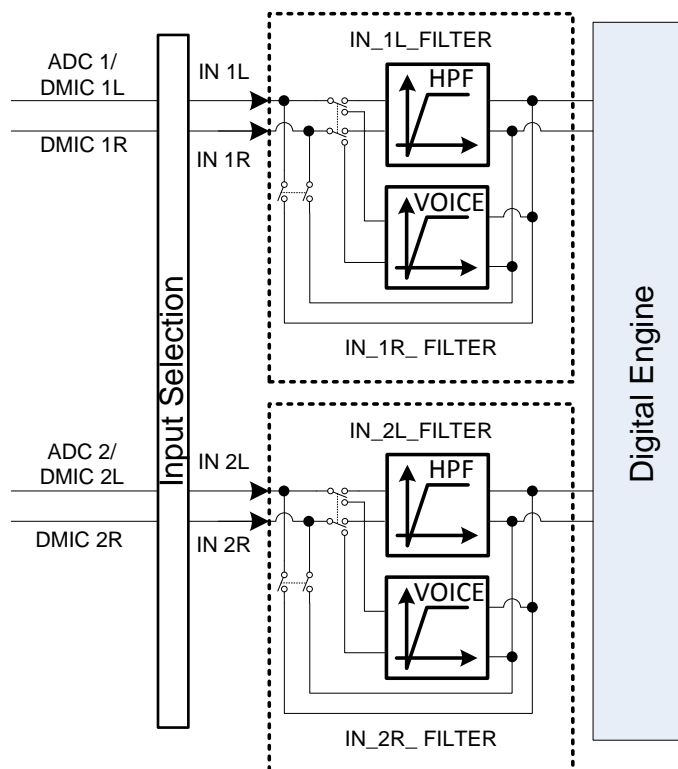 IN_1L_FILTER
ADC 1/
DMIC 1L
IN 1L
HPF
DMIC 1R
IN 1R
VOICE
IN_1R_ FILTER
Input Selection
Digital Engine
IN_2L_FILTER
ADC 2/
DMIC 2L
IN 2L
HPF
DMIC 2R
IN 2R
VOICE
IN_2R_ FILTER